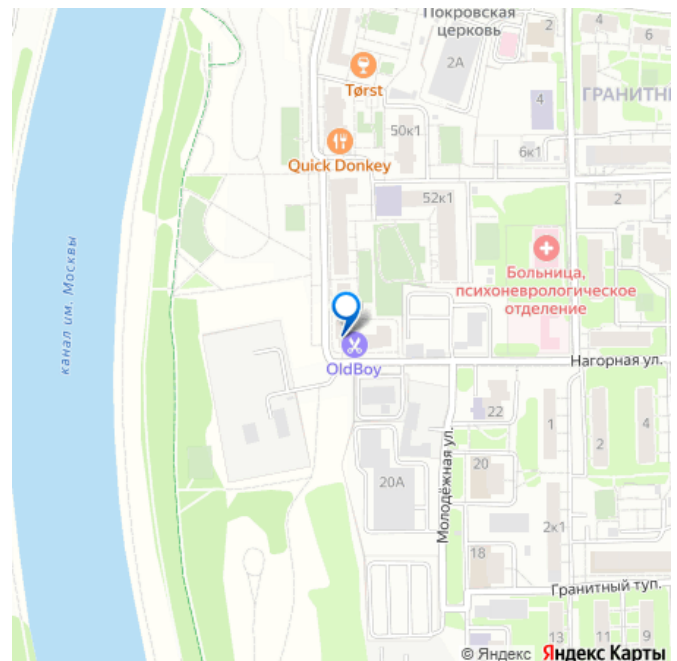 Покровская
церковь
2
4
6
2А
Tørst
4
ГРАНИТН
50к1
Quick Donkey
6к1
52к1
2
Больница,
психоневрологическое
отделение
канал им. Москвы
OldBoy
Нагорная ул.
22
1
2
4
Молодёжная ул.
20
20А
2к1
18
Гранитный туп.
13
11
9
© Яндекс Яндекс Карты